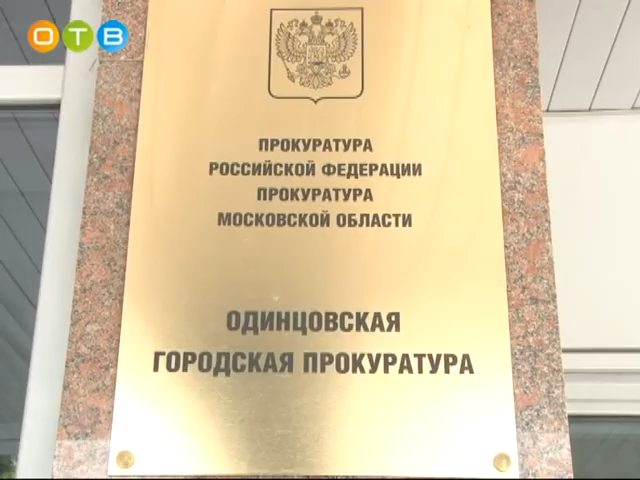 ОТВ
ПРОКУРАТУРА
РОССИЙСКОЙ ФЕДЕРАЦИИ
ПРОКУРАТУРА
МОСКОВСКОЙ ОБЛАСТИ
ОДИНЦОВСКАЯ
ГОРОДСКАЯ ПРОКУРАТУРА